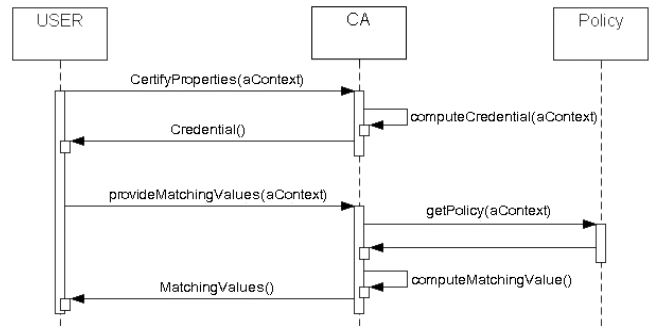 USER
CA
Policy
CertifyProperties(aContext)
computeCredential(aContext)
Credential()
provideMatchingValues(aContext)
getPolicy(aContext)
computeMatchingValue()
MatchingValues()